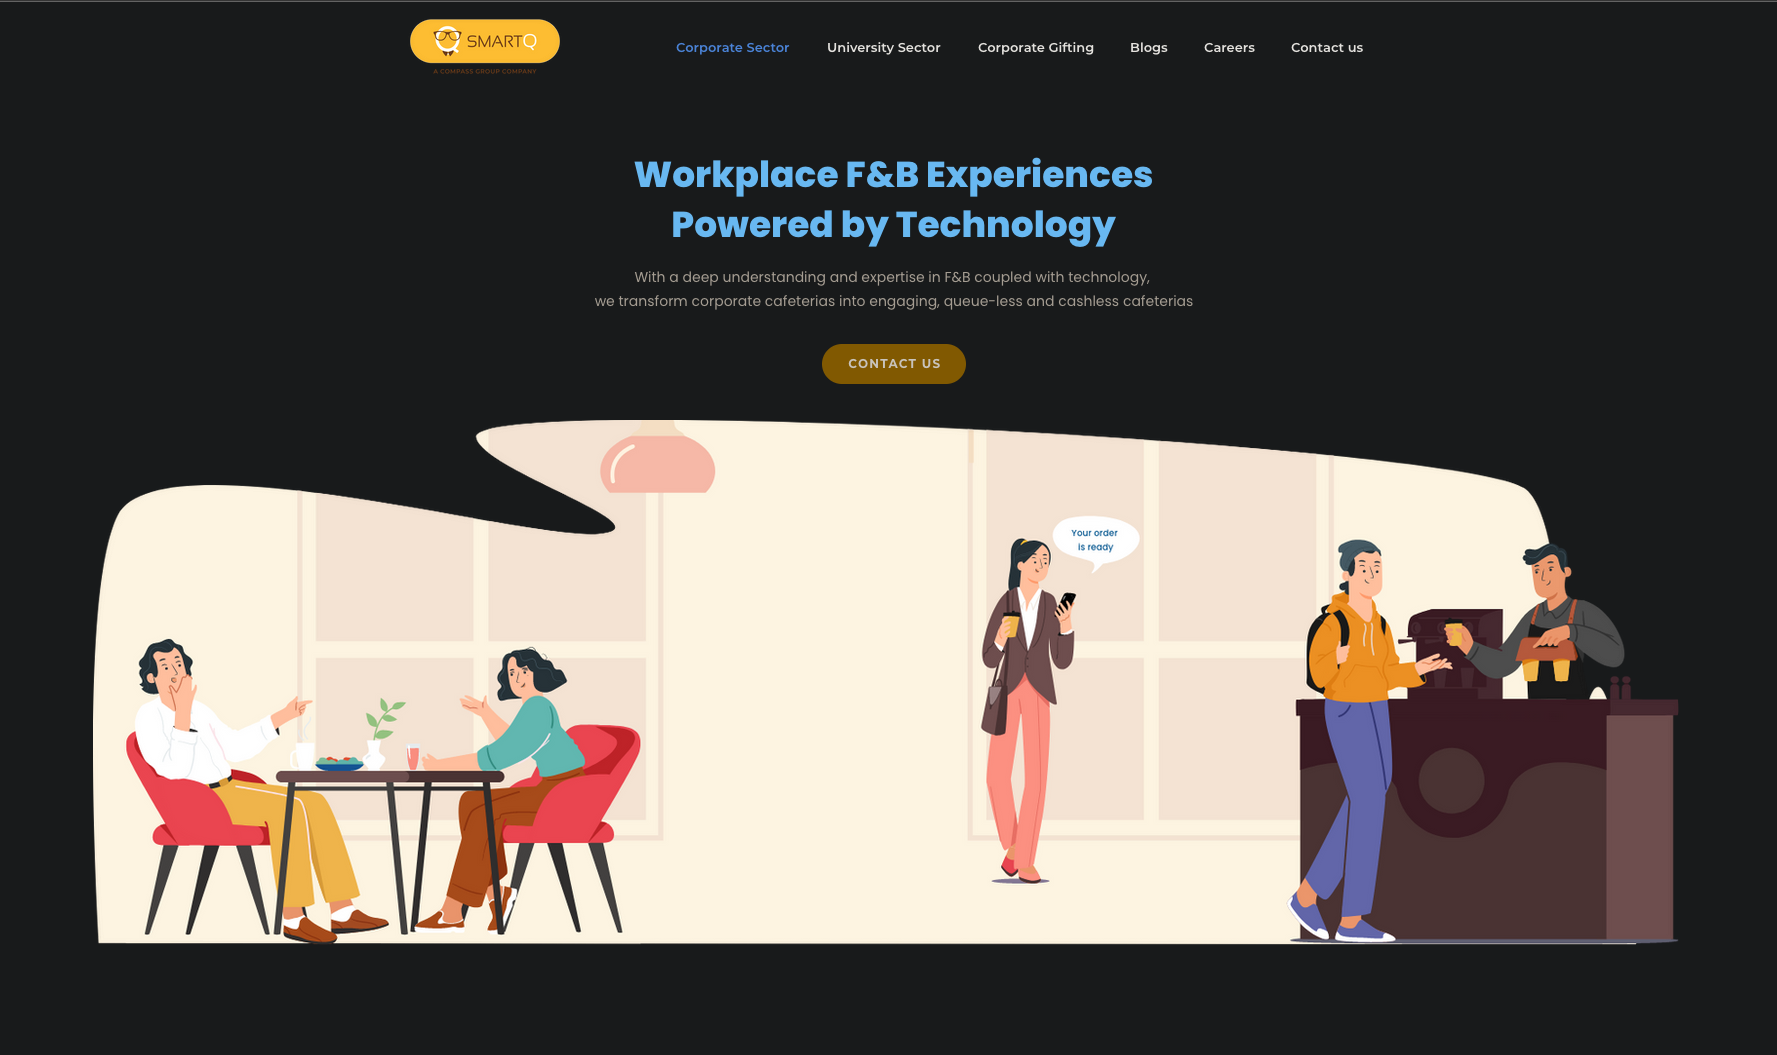 SMARTQ
A COMPASS GROUP COMPANY
Corporate Sector
University Sector
Corporate Gifting
Blogs
Careers
Contact us
Workplace F&B Experiences
Powered by Technology
With a deep understanding and expertise in F&B coupled with technology,
we transform corporate cafeterias into engaging, queue-less and cashless cafeterias
CONTACT US
Your order
is ready